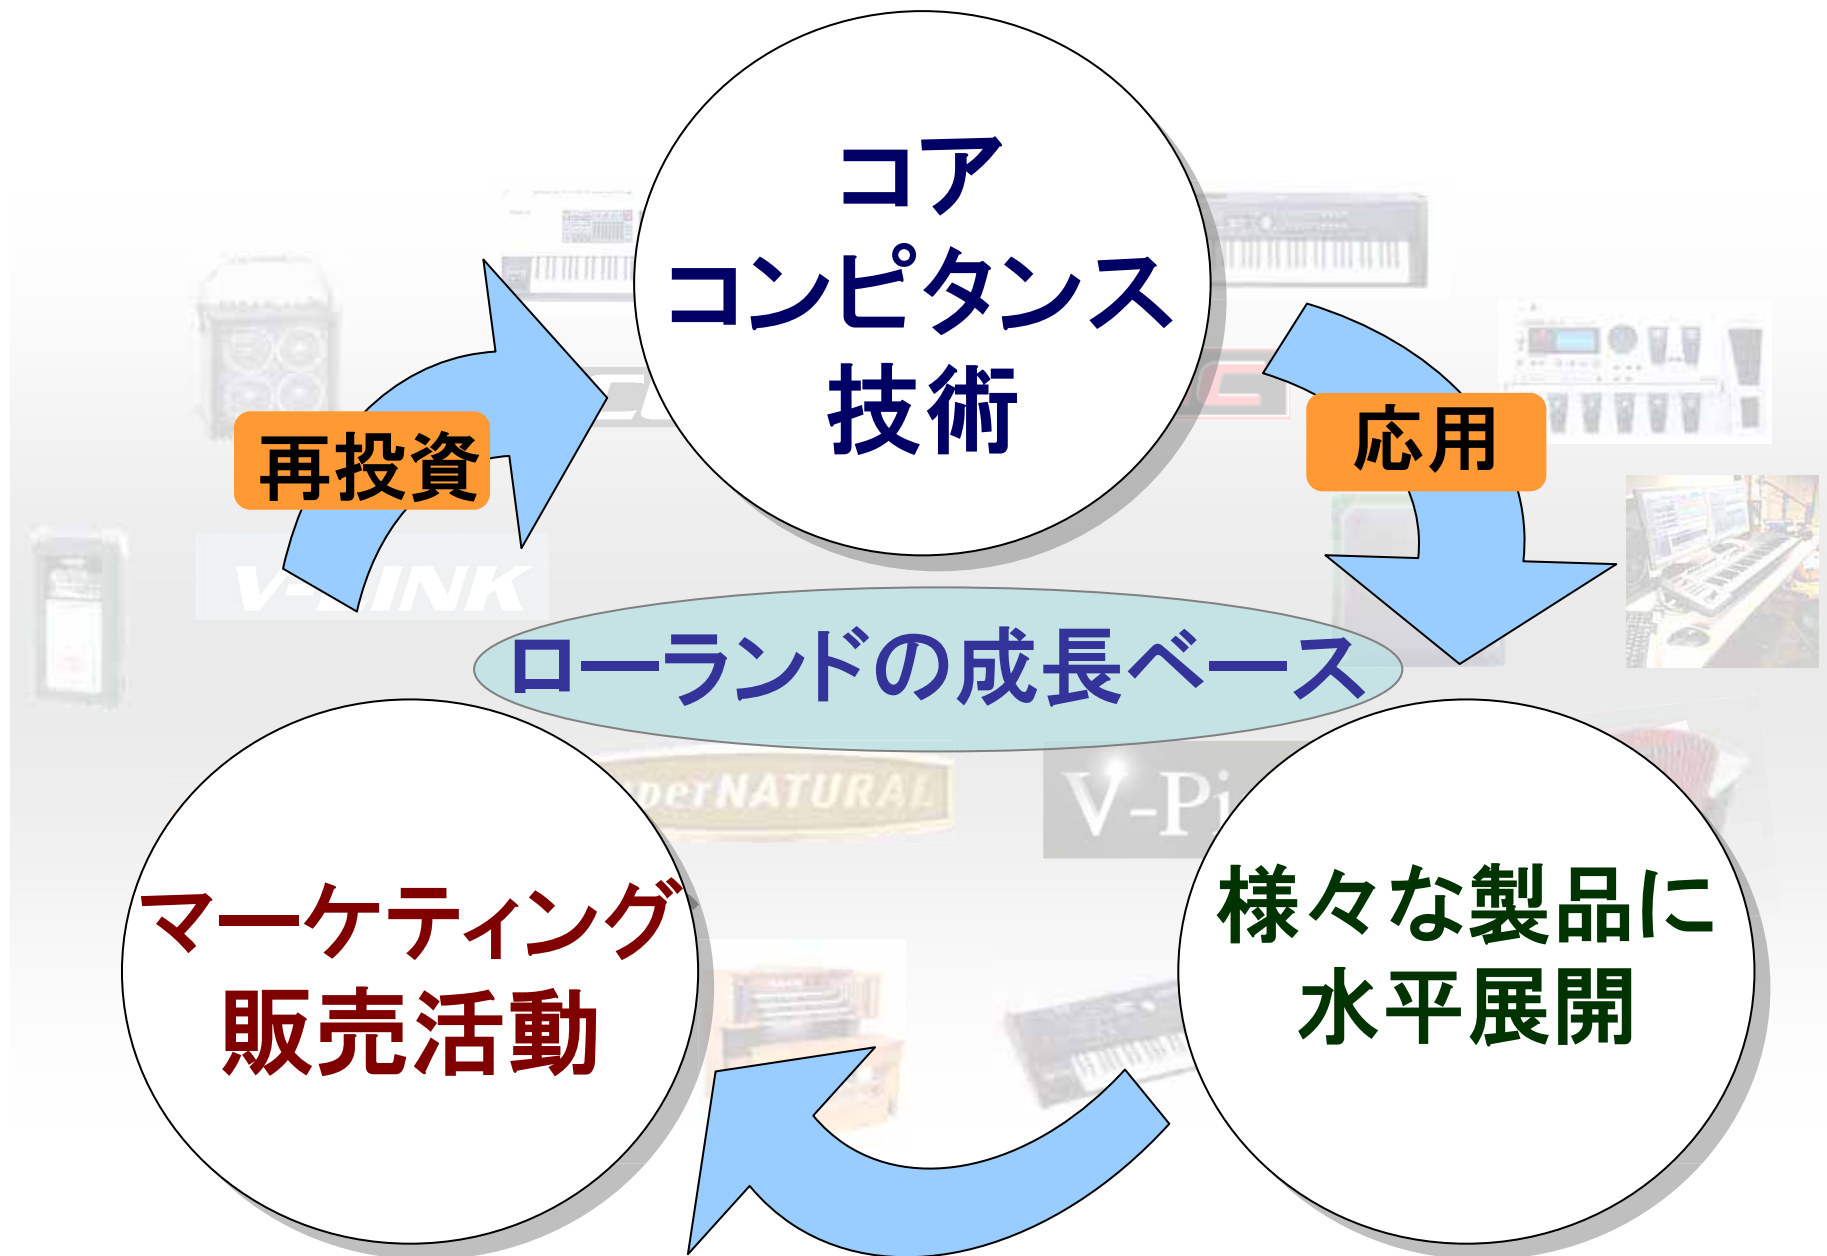 コア
コンピタンス
技術
再投資
応用
V-LINK
ローランドの成長ベース
NATURAL
マーケティング
販売活動
様々な製品に
水平展開